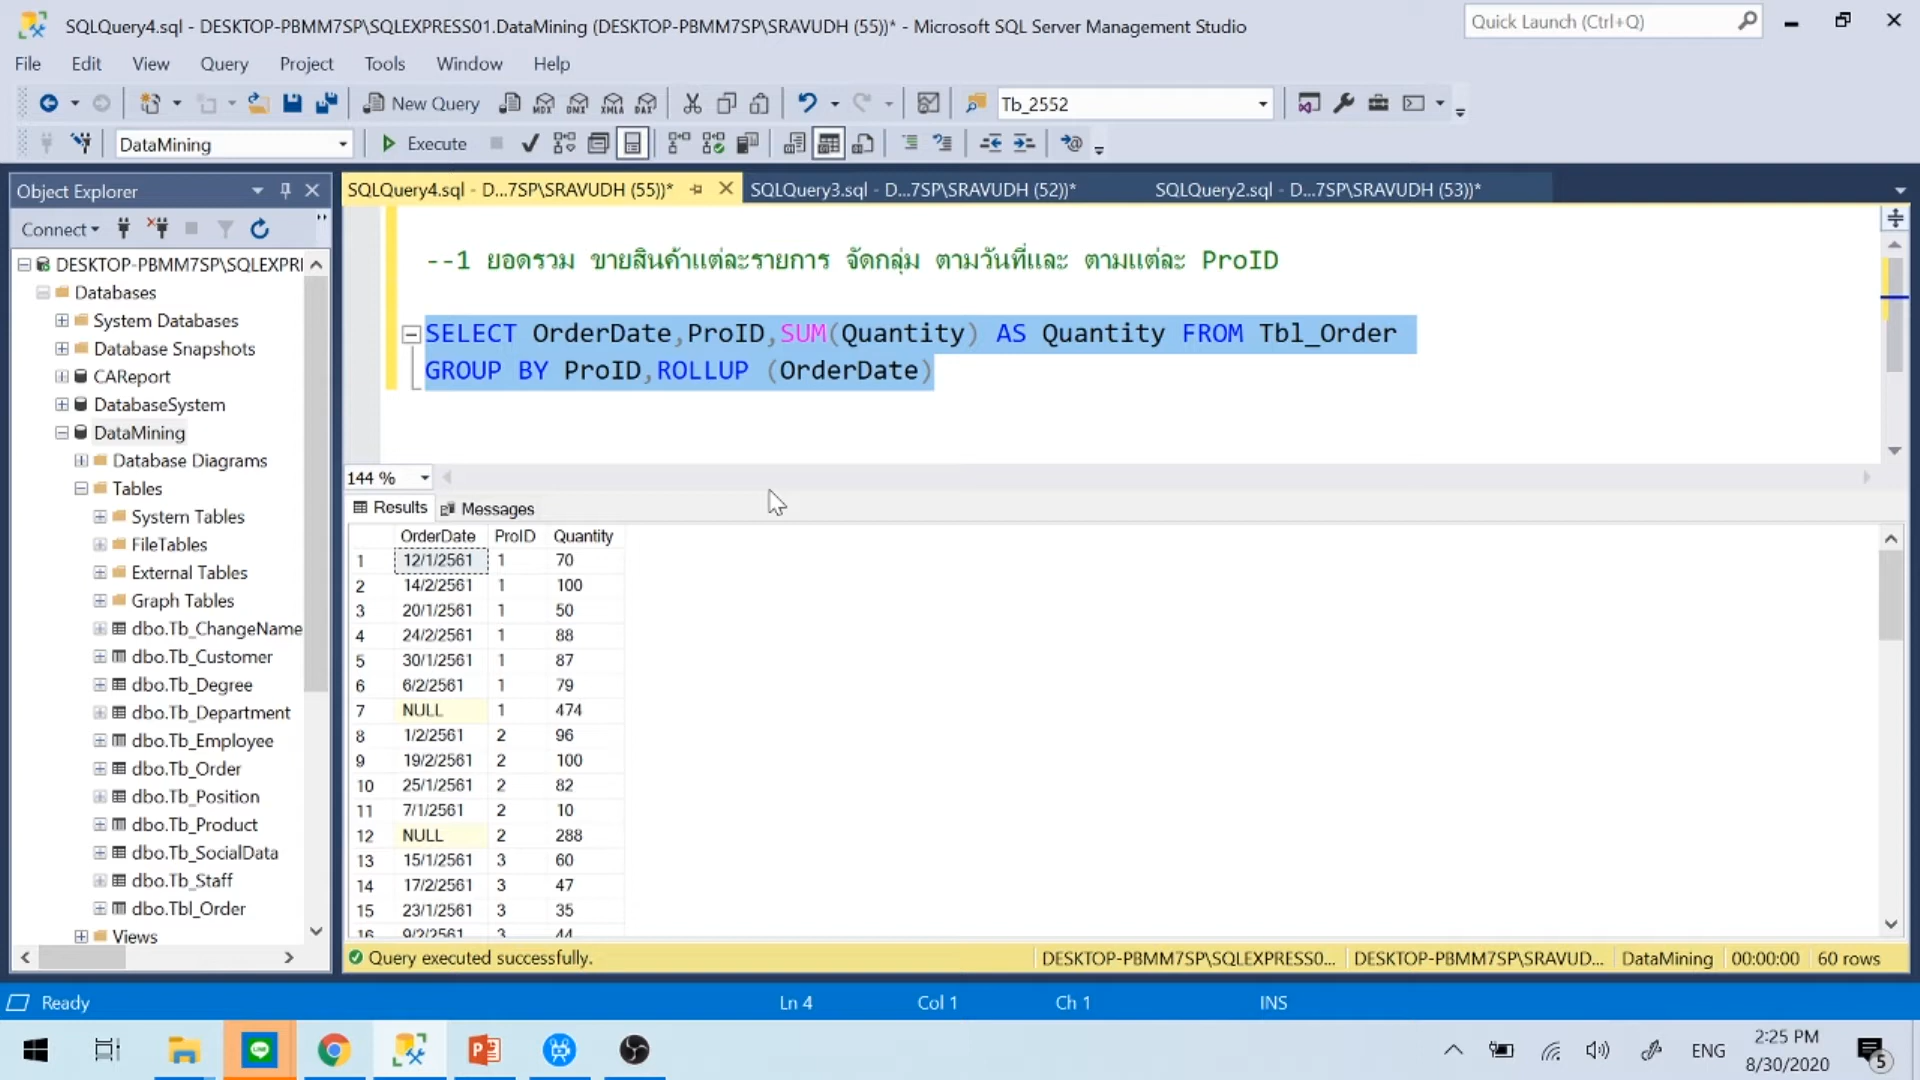 SQLQuery4.sql - DESKTOP-PBMM7SP\SQLEXPRESS01.DataMining (DESKTOP-PBMM7SP\SRAVUDH (55))* - Microsoft SQL Server Management Studio
Quick Launch (Ctrl+Q)
File Edit View Query Project Tools Window Help
New Query
MDX DMX XMLA DAX
Tb_2552
DataMining
Execute
Object Explorer
SQLQuery4.sql - D...7SP\SRAVUDH (55))*
SQLQuery3.sql - D...7SP\SRAVUDH (52))*
SQLQuery2.sql - D...7SP\SRAVUDH (53))*
Connect
DESKTOP-PBMM7SP\SQLEXPRI
Databases
System Databases
Database Snapshots
CAReport
DatabaseSystem
DataMining
Database Diagrams
Tables
System Tables
FileTables
External Tables
Graph Tables
dbo.Tb_ChangeName
dbo.Tb_Customer
dbo.Tb_Degree
dbo.Tb_Department
dbo.Tb_Employee
dbo.Tb_Order
dbo.Tb_Position
dbo.Tb_Product
dbo.Tb_SocialData
dbo.Tb_Staff
dbo.Tbl_Order
Views
--1 ยอดรวม ขายสินค้าแต่ละรายการ จัดกลุ่ม ตามวันที่และ ตามแต่ละ ProID
SELECT OrderDate,ProID,SUM(Quantity) AS Quantity FROM Tbl_Order
GROUP BY ProID,ROLLUP (OrderDate)
144 %
Results Messages
OrderDate ProID Quantity
1 12/1/2561 1 70
2 14/2/2561 1 100
3 20/1/2561 1 50
4 24/2/2561 1 88
5 30/1/2561 1 87
6 6/2/2561 1 79
7 NULL 1 474
8 1/2/2561 2 96
9 19/2/2561 2 100
10 25/1/2561 2 82
11 7/1/2561 2 10
12 NULL 2 288
13 15/1/2561 3 60
14 17/2/2561 3 47
15 23/1/2561 3 35
16 9/2/2561 3 44
Query executed successfully.
DESKTOP-PBMM7SP\SQLEXPRESS0... DESKTOP-PBMM7SP\SRAVUD... DataMining 00:00:00 60 rows
Ready Ln 4 Col 1 Ch 1 INS
ENG
2:25 PM
8/30/2020
5